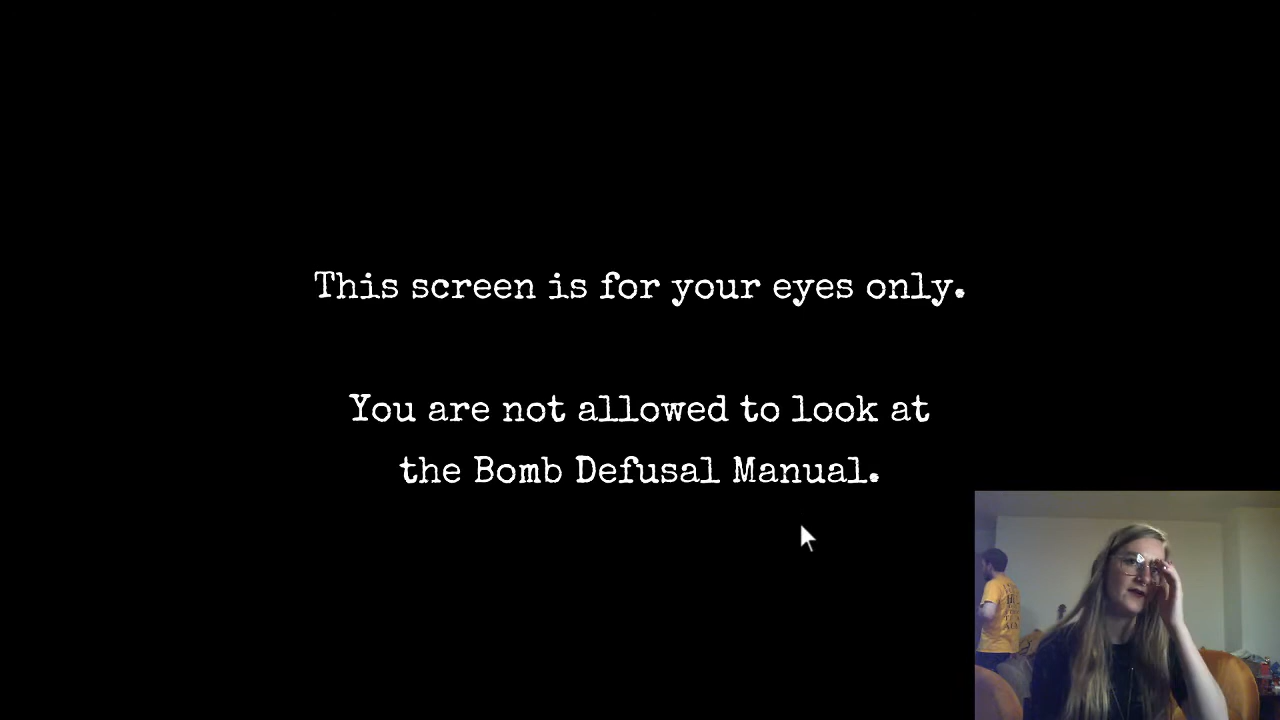 This screen is for your eyes only.
You are not allowed to look at
the Bomb Defusal Manual.